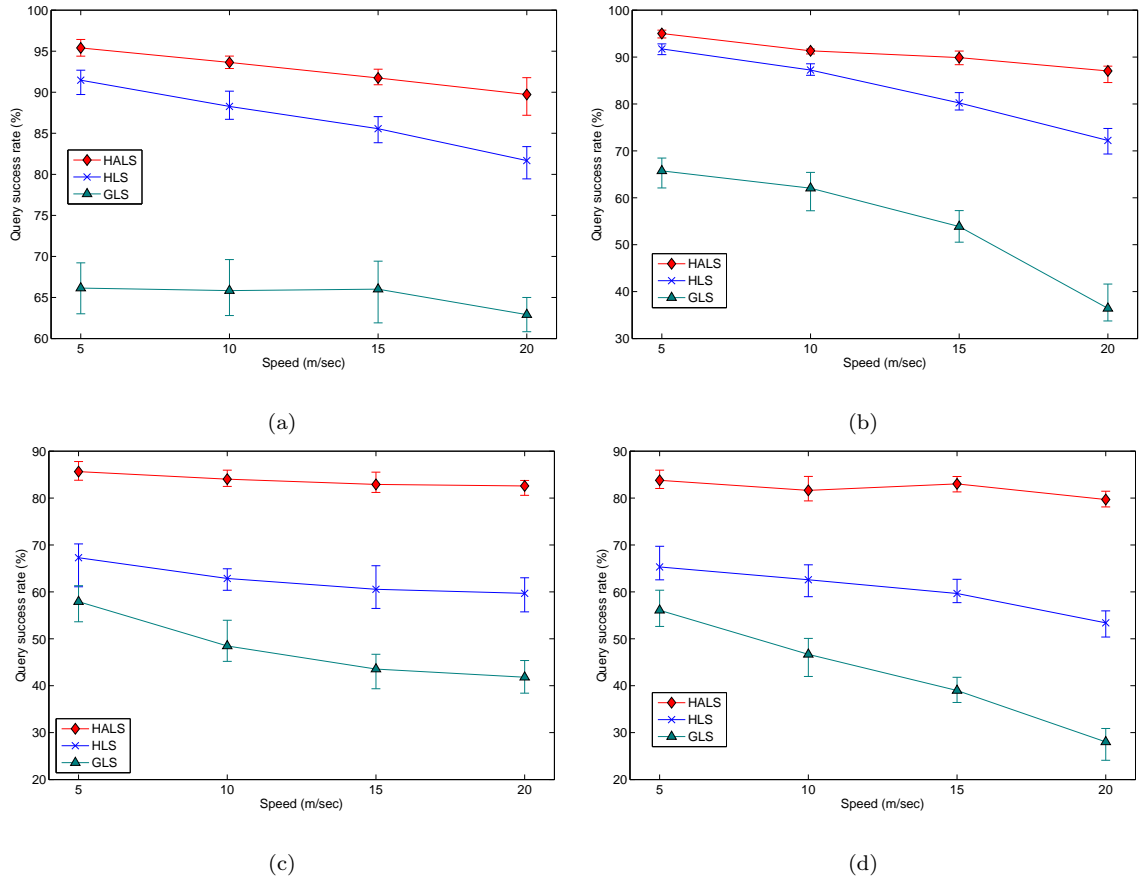 100
95
90
85
80
75
70
65
60
5 10 15 20
Speed (m/sec)
Query success rate (%)
HALS
HLS
GLS
(a)
100
90
80
70
60
50
40
30
5 10 15 20
Speed (m/sec)
Query success rate (%)
HALS
HLS
GLS
(b)
90
80
70
60
50
40
30
20
5 10 15 20
Speed (m/sec)
Query success rate (%)
HALS
HLS
GLS
(c)
90
80
70
60
50
40
30
20
5 10 15 20
Speed (m/sec)
Query success rate (%)
HALS
HLS
GLS
(d)